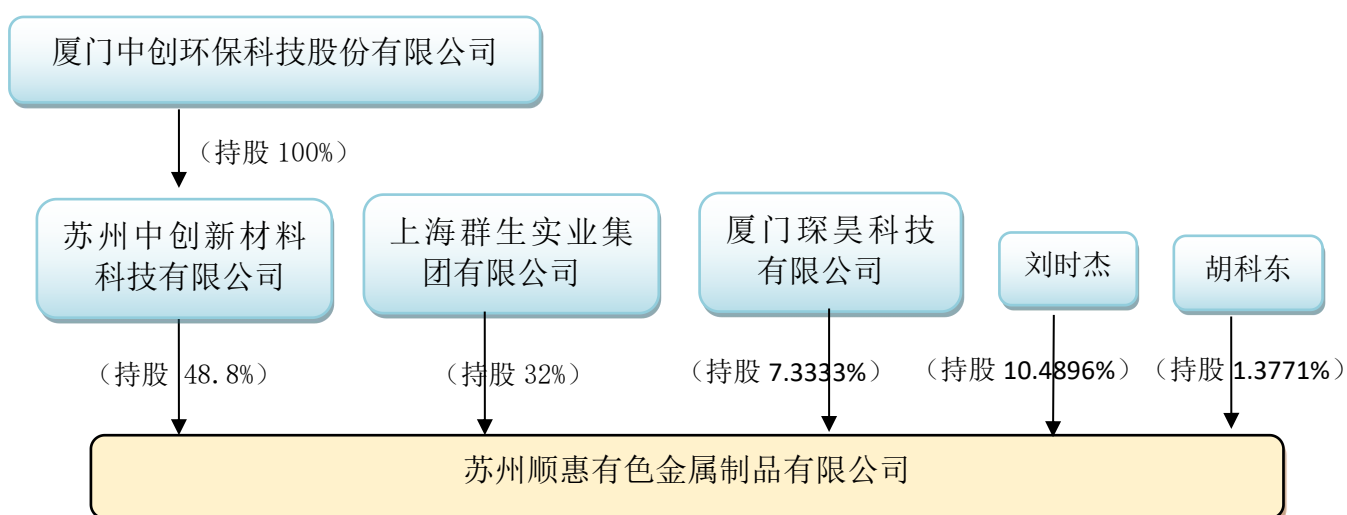 厦门中创环保科技股份有限公司
（持股 100%）
苏州中创新材料
科技有限公司
上海群生实业集
团有限公司
厦门琛昊科技
有限公司
刘时杰
胡科东
（持股 48.8%）
（持股 32%）
（持股 7.3333%）
（持股 10.4896%）
（持股 1.3771%）
苏州顺惠有色金属制品有限公司